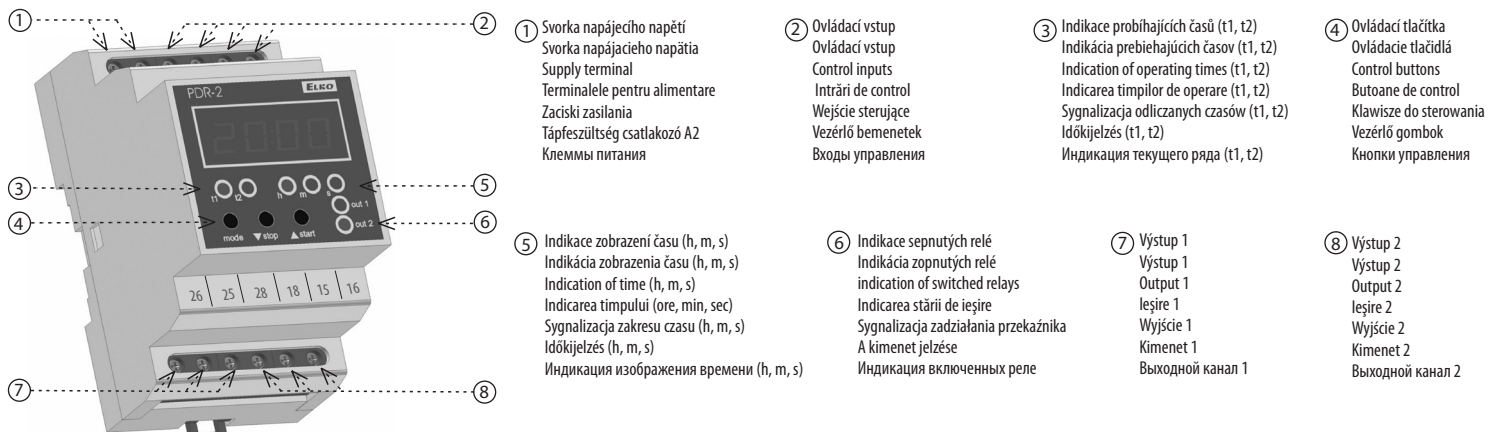 1
2
3
4
5
6
7
8
PDR-2
ELKO
20:00
t1 t2 h m s
out 1
out 2
mode ▼stop ▲start
26 25 28 18 15 16
1 Svorka napájecího napětí
Svorka napájacieho napätia
Supply terminal
Terminalele pentru alimentare
Zaciski zasilania
Tápfeszültség csatlakozó A2
Клеммы питания
2 Ovládací vstup
Ovládací vstup
Control inputs
Intrări de control
Wejście sterujące
Vezérlő bemenetek
Входы управления
3 Indikace probíhajících časů (t1, t2)
Indikácia prebiehajúcich časov (t1, t2)
Indication of operating times (t1, t2)
Indicarea timpilor de operare (t1, t2)
Sygnalizacja odliczanych czasów (t1, t2)
Időkijelzés (t1, t2)
Индикация текущего ряда (t1, t2)
4 Ovládací tlačítka
Ovládacie tlačidlá
Control buttons
Butoane de control
Klawisze do sterowania
Vezérlő gombok
Кнопки управления
5 Indikace zobrazení času (h, m, s)
Indikácia zobrazenia času (h, m, s)
Indication of time (h, m, s)
Indicarea timpului (ore, min, sec)
Sygnalizacja zakresu czasu (h, m, s)
Időkijelzés (h, m, s)
Индикация изображения времени (h, m, s)
6 Indikace sepnutých relé
Indikácia zopnutých relé
indication of switched relays
Indicarea stării de ieşire
Sygnalizacja zadziałania przekaźnika
A kimenet jelzése
Индикация включенных реле
7 Výstup 1
Výstup 1
Output 1
Ieşire 1
Wyjście 1
Kimenet 1
Выходной канал 1
8 Výstup 2
Výstup 2
Output 2
Ieşire 2
Wyjście 2
Kimenet 2
Выходной канал 2